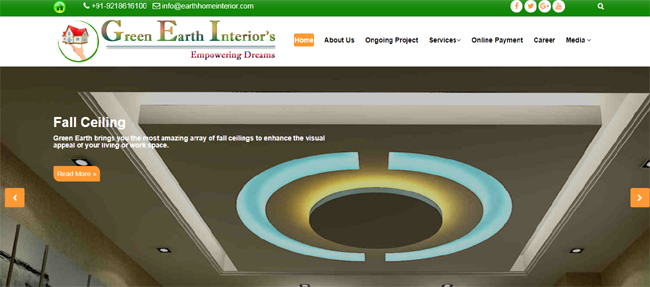 +91-9218616100 info@earthhomeinterior.com
Green Earth Interior's
Empowering Dreams
Home About Us Ongoing Project Services Online Payment Career Media
Fall Ceiling
Green Earth brings you the most amazing array of fall ceilings to enhance the visual
appeal of your living or work space.
Read More »